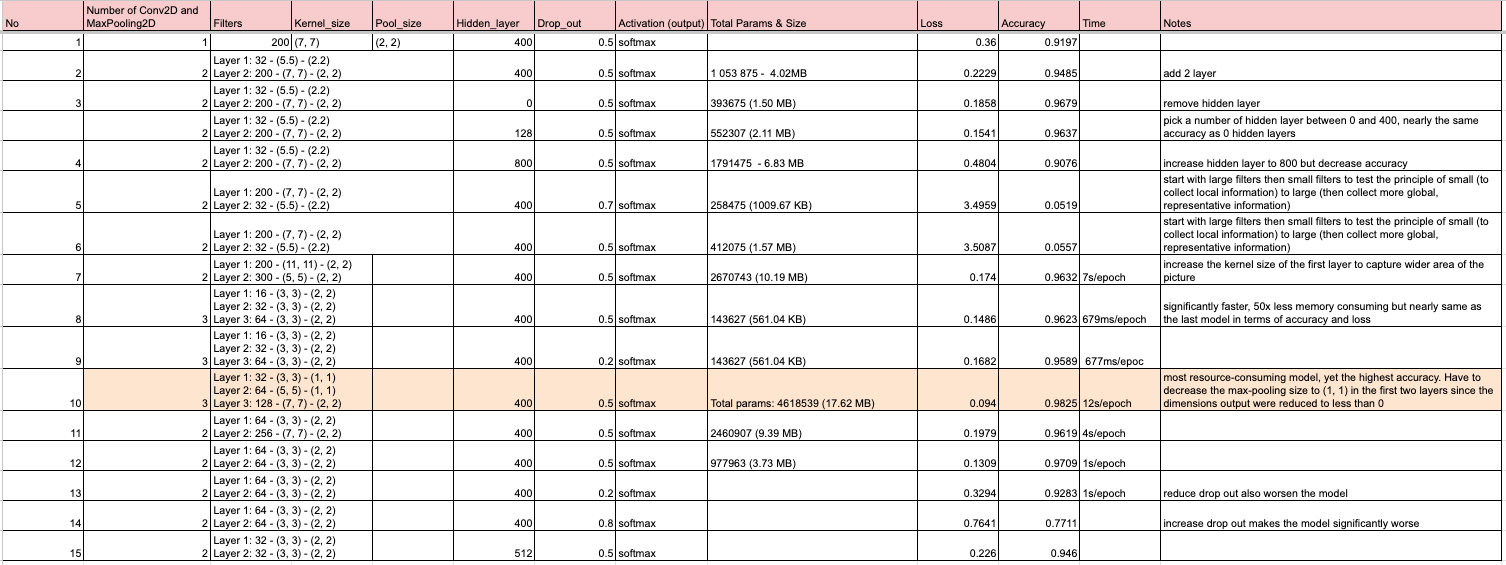 No | Number of Conv2D and MaxPooling2D | Filters | Kernel_size | Pool_size | Hidden_layer | Drop_out | Activation (output) | Total Params & Size | Loss | Accuracy | Time | Notes
1 | 1 | 200 | (7, 7) | (2, 2) | 400 | 0.5 | softmax | 0.36 | 0.9197
Layer 1: 32 - (5.5) - (2.2)
2 | 2 | Layer 2: 200 - (7, 7) - (2, 2) | 400 | 0.5 | softmax | 1 053 875 - 4.02MB | 0.2229 | 0.9485 | add 2 layer
Layer 1: 32 - (5.5) - (2.2)
3 | 2 | Layer 2: 200 - (7, 7) - (2, 2) | 0 | 0.5 | softmax | 393675 (1.50 MB) | 0.1858 | 0.9679 | remove hidden layer
Layer 1: 32 - (5.5) - (2.2) | pick a number of hidden layer between 0 and 400, nearly the same
2 | Layer 2: 200 - (7, 7) - (2, 2) | 128 | 0.5 | softmax | 552307 (2.11 MB) | 0.1541 | 0.9637 | accuracy as 0 hidden layers
Layer 1: 32 - (5.5) - (2.2)
4 | 2 | Layer 2: 200 - (7, 7) - (2, 2) | 800 | 0.5 | softmax | 1791475 - 6.83 MB | 0.4804 | 0.9076 | increase hidden layer to 800 but decrease accuracy
start with large filters then small filters to test the principle of small (to
Layer 1: 200 - (7, 7) - (2, 2) | collect local information) to large (then collect more global,
5 | 2 | Layer 2: 32 - (5.5) - (2.2) | 400 | 0.7 | softmax | 258475 (1009.67 KB) | 3.4959 | 0.0519 | representative information)
start with large filters then small filters to test the principle of small (to
Layer 1: 200 - (7, 7) - (2, 2) | collect local information) to large (then collect more global,
6 | 2 | Layer 2: 32 - (5.5) - (2.2) | 400 | 0.5 | softmax | 412075 (1.57 MB) | 3.5087 | 0.0557 | representative information)
Layer 1: 200 - (11, 11) - (2, 2) | increase the kernel size of the first layer to capture wider area of the
7 | 2 | Layer 2: 300 - (5, 5) - (2, 2) | 400 | 0.5 | softmax | 2670743 (10.19 MB) | 0.174 | 0.9632 | 7s/epoch | picture
Layer 1: 16 - (3, 3) - (2, 2)
Layer 2: 32 - (3, 3) - (2, 2) | significantly faster, 50x less memory consuming but nearly same as
8 | 3 | Layer 3: 64 - (3, 3) - (2, 2) | 400 | 0.5 | softmax | 143627 (561.04 KB) | 0.1486 | 0.9623 | 679ms/epoch | the last model in terms of accuracy and loss
Layer 1: 16 - (3, 3) - (2, 2)
Layer 2: 32 - (3, 3) - (2, 2)
9 | 3 | Layer 3: 64 - (3, 3) - (2, 2) | 400 | 0.2 | softmax | 143627 (561.04 KB) | 0.1682 | 0.9589 | 677ms/epoc
Layer 1: 32 - (3, 3) - (1, 1) | most resource-consuming model, yet the highest accuracy. Have to
Layer 2: 64 - (5, 5) - (1, 1) | decrease the max-pooling size to (1, 1) in the first two layers since the
10 | 3 | Layer 3: 128 - (7, 7) - (2, 2) | 400 | 0.5 | softmax | Total params: 4618539 (17.62 MB) | 0.094 | 0.9825 | 12s/epoch | dimensions output were reduced to less than 0
Layer 1: 64 - (3, 3) - (2, 2)
11 | 2 | Layer 2: 256 - (7, 7) - (2, 2) | 400 | 0.5 | softmax | 2460907 (9.39 MB) | 0.1979 | 0.9619 | 4s/epoch
Layer 1: 64 - (3, 3) - (2, 2)
12 | 2 | Layer 2: 64 - (3, 3) - (2, 2) | 400 | 0.5 | softmax | 977963 (3.73 MB) | 0.1309 | 0.9709 | 1s/epoch
Layer 1: 64 - (3, 3) - (2, 2)
13 | 2 | Layer 2: 64 - (3, 3) - (2, 2) | 400 | 0.2 | softmax | 0.3294 | 0.9283 | 1s/epoch | reduce drop out also worsen the model
Layer 1: 64 - (3, 3) - (2, 2)
14 | 2 | Layer 2: 64 - (3, 3) - (2, 2) | 400 | 0.8 | softmax | 0.7641 | 0.7711 | increase drop out makes the model significantly worse
Layer 1: 32 - (3, 3) - (2, 2)
15 | 2 | Layer 2: 32 - (3, 3) - (2, 2) | 512 | 0.5 | softmax | 0.226 | 0.946